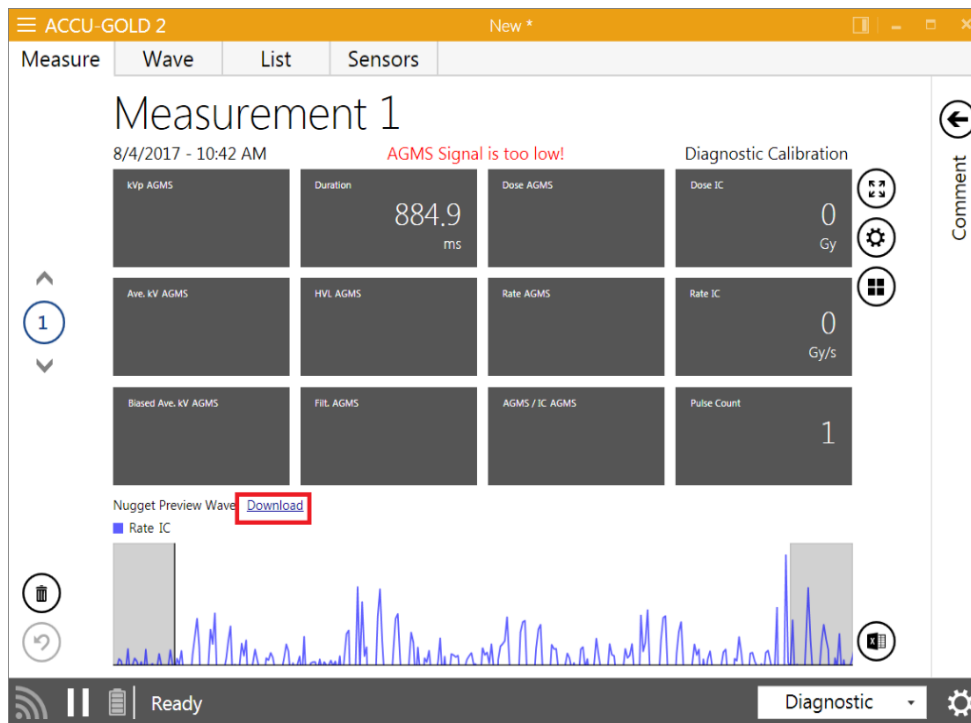 ACCU-GOLD 2 New *
Measure Wave List Sensors
Measurement 1
8/4/2017 - 10:42 AM AGMS Signal is too low! Diagnostic Calibration
kVp AGMS Duration Dose AGMS Dose IC
884.9 0
ms Gy
Ave. kV AGMS HVL AGMS Rate AGMS Rate IC
1 0
Gy/s
Biased Ave. kV AGMS Filt. AGMS AGMS / IC AGMS Pulse Count
1
Nugget Preview Wave Download
Rate IC
Comment
Ready Diagnostic